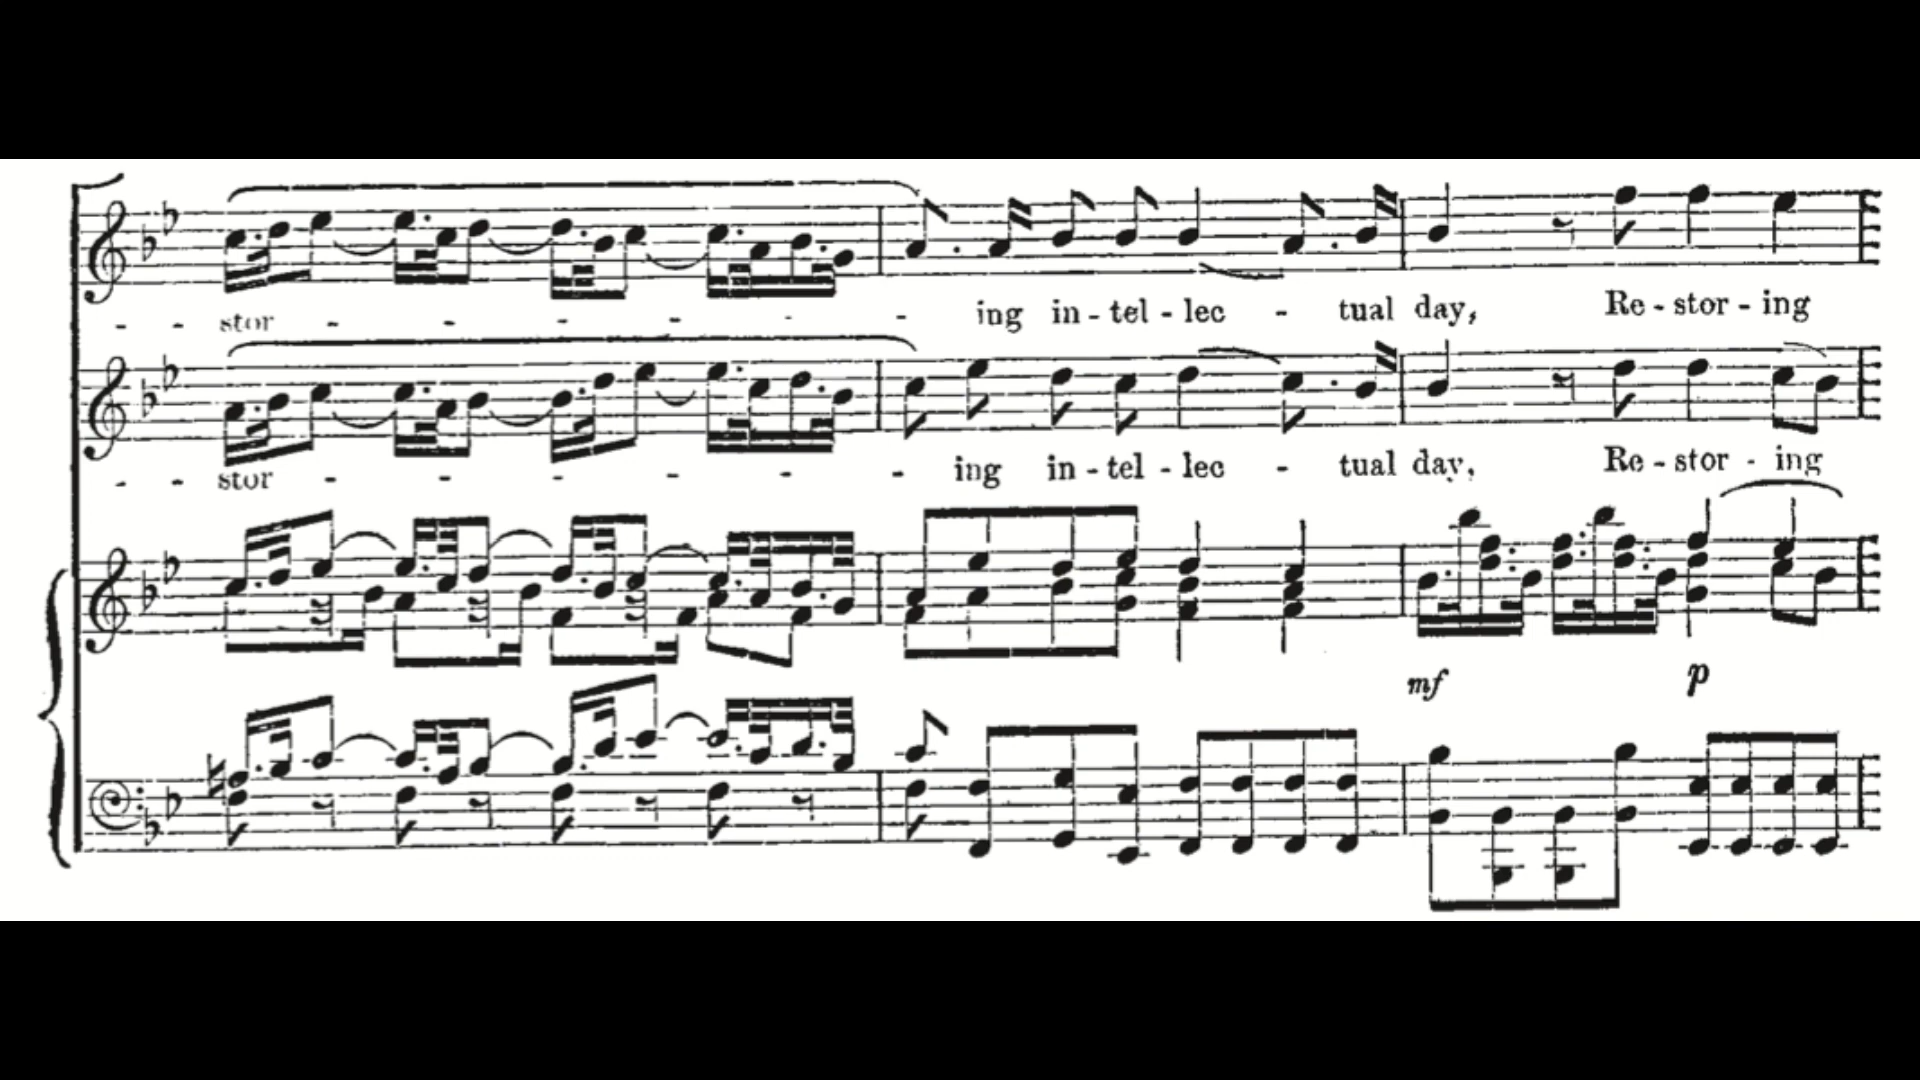 - - stor - - - - - - ing in - tel - lec - tual day, Re - stor - ing
- - stor - - - - - - ing in - tel - lec - tual day, Re - stor - ing
mf p